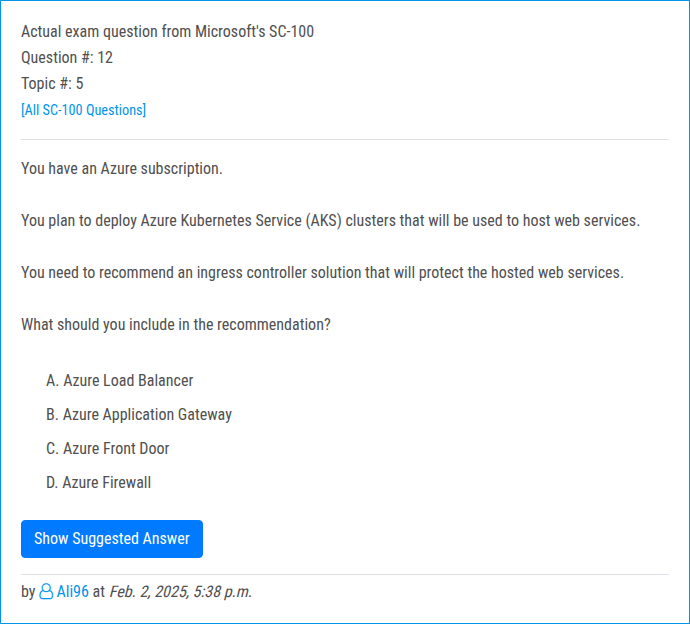 Actual exam question from Microsoft's SC-100
Question #: 12
Topic #: 5
[All SC-100 Questions]
You have an Azure subscription.
You plan to deploy Azure Kubernetes Service (AKS) clusters that will be used to host web services.
You need to recommend an ingress controller solution that will protect the hosted web services.
What should you include in the recommendation?
A. Azure Load Balancer
B. Azure Application Gateway
C. Azure Front Door
D. Azure Firewall
Show Suggested Answer
by Ali96 at Feb. 2, 2025, 5:38 p.m.